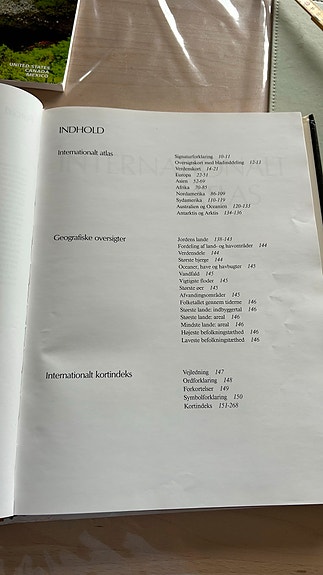 UNITED STATES
CANADA
MEXICO
INDHOLD
Internationalt atlas
Signaturforklaring 10-11
Oversigtskort med bladinddeling 12-13
Verdenskort 14-21
Europa 22-51
Asien 52-69
Afrika 70-85
Nordamerika 86-109
Sydamerika 110-119
Australien og Oceanien 120-133
Antarktis og Arktis 134-136
Geografiske oversigter
Jordens lande 138-143
Fordeling af land- og havområder 144
Verdensdele 144
Største bjerge 144
Oceaner, have og havbugter 145
Vandfald 145
Vigtigste floder 145
Største søer 145
Afvandingsområder 145
Folketallet gennem tiderne 146
Største lande: indbyggertal 146
Største lande: areal 146
Mindste lande: areal 146
Højeste befolkningstæthed 146
Laveste befolkningstæthed 146
Internationalt kortindeks
Vejledning 147
Ordforklaring 148
Forkortelser 149
Symbolforklaring 150
Kortindeks 151-268